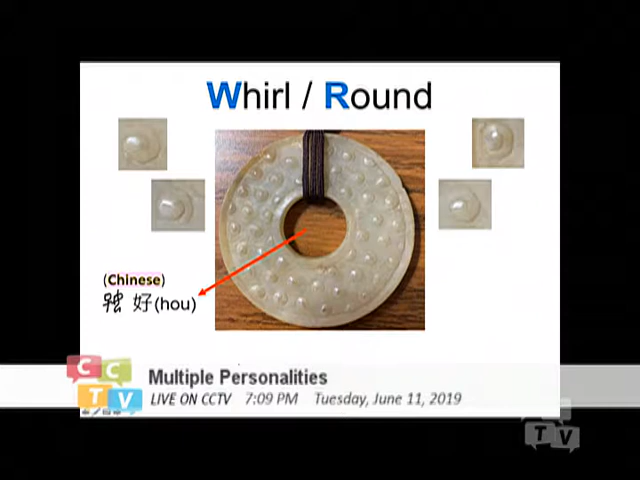 Whirl / Round
(Chinese)
好(hou)
CCTV
Multiple Personalities
LIVE ON CCTV 7:09 PM Tuesday, June 11, 2019
TV